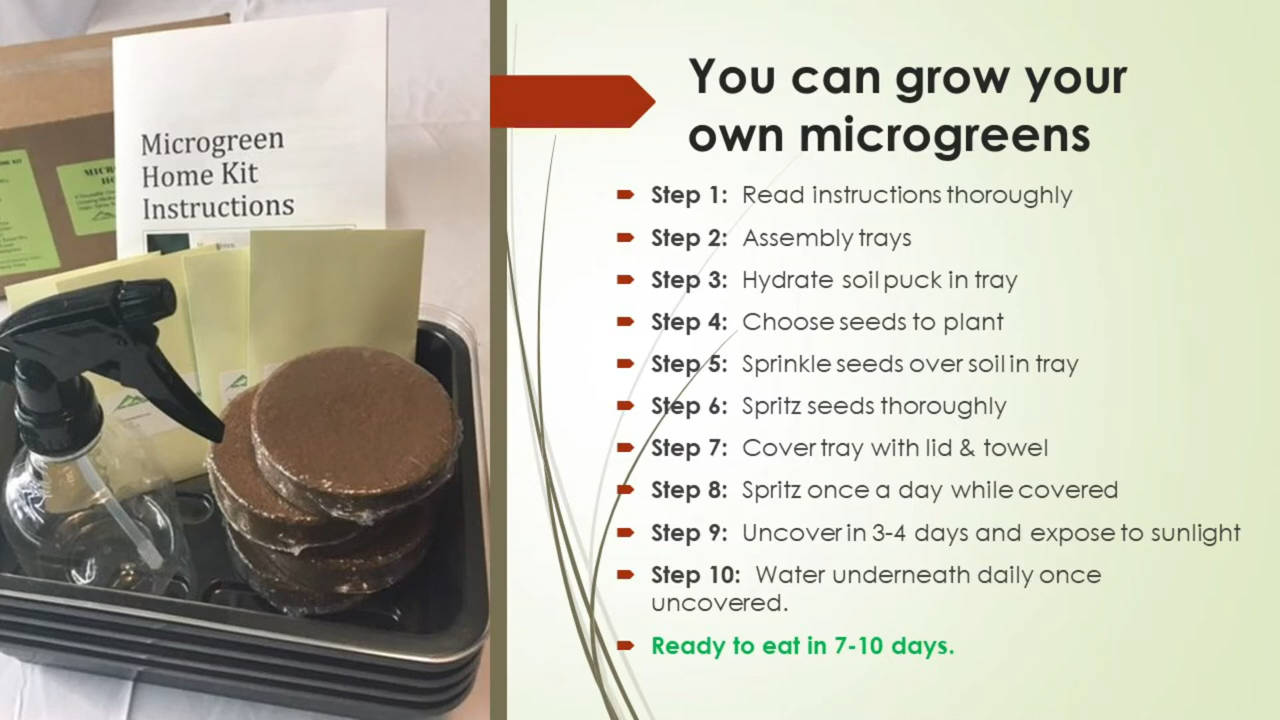 Microgreen
Home Kit
Instructions
You can grow your
own microgreens
Step 1: Read instructions thoroughly
Step 2: Assembly trays
Step 3: Hydrate soil puck in tray
Step 4: Choose seeds to plant
Step 5: Sprinkle seeds over soil in tray
Step 6: Spritz seeds thoroughly
Step 7: Cover tray with lid & towel
Step 8: Spritz once a day while covered
Step 9: Uncover in 3-4 days and expose to sunlight
Step 10: Water underneath daily once
uncovered.
Ready to eat in 7-10 days.